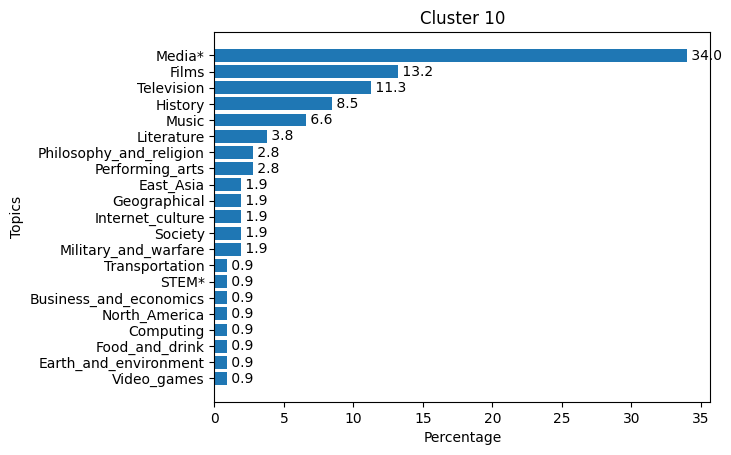 Cluster 10
Media* 34.0
Films 13.2
Television 11.3
History 8.5
Music 6.6
Literature 3.8
Philosophy_and_religion 2.8
Performing_arts 2.8
East_Asia 1.9
Geographical 1.9
Internet_culture 1.9
Society 1.9
Military_and_warfare 1.9
Transportation 0.9
STEM* 0.9
Business_and_economics 0.9
North_America 0.9
Computing 0.9
Food_and_drink 0.9
Earth_and_environment 0.9
Video_games 0.9
Topics
0 5 10 15 20 25 30 35
Percentage